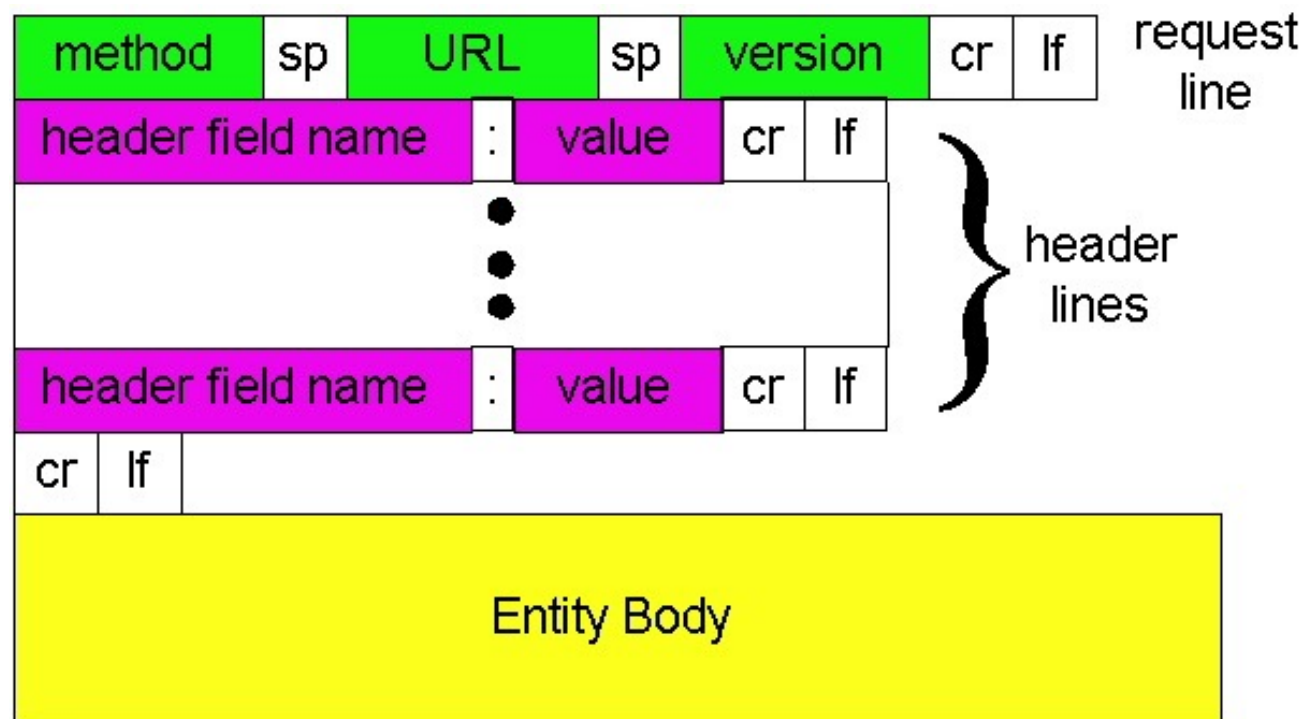 method sp URL sp version cr lf
request
line
header field name : value cr lf
header
lines
header field name : value cr lf
cr lf
Entity Body